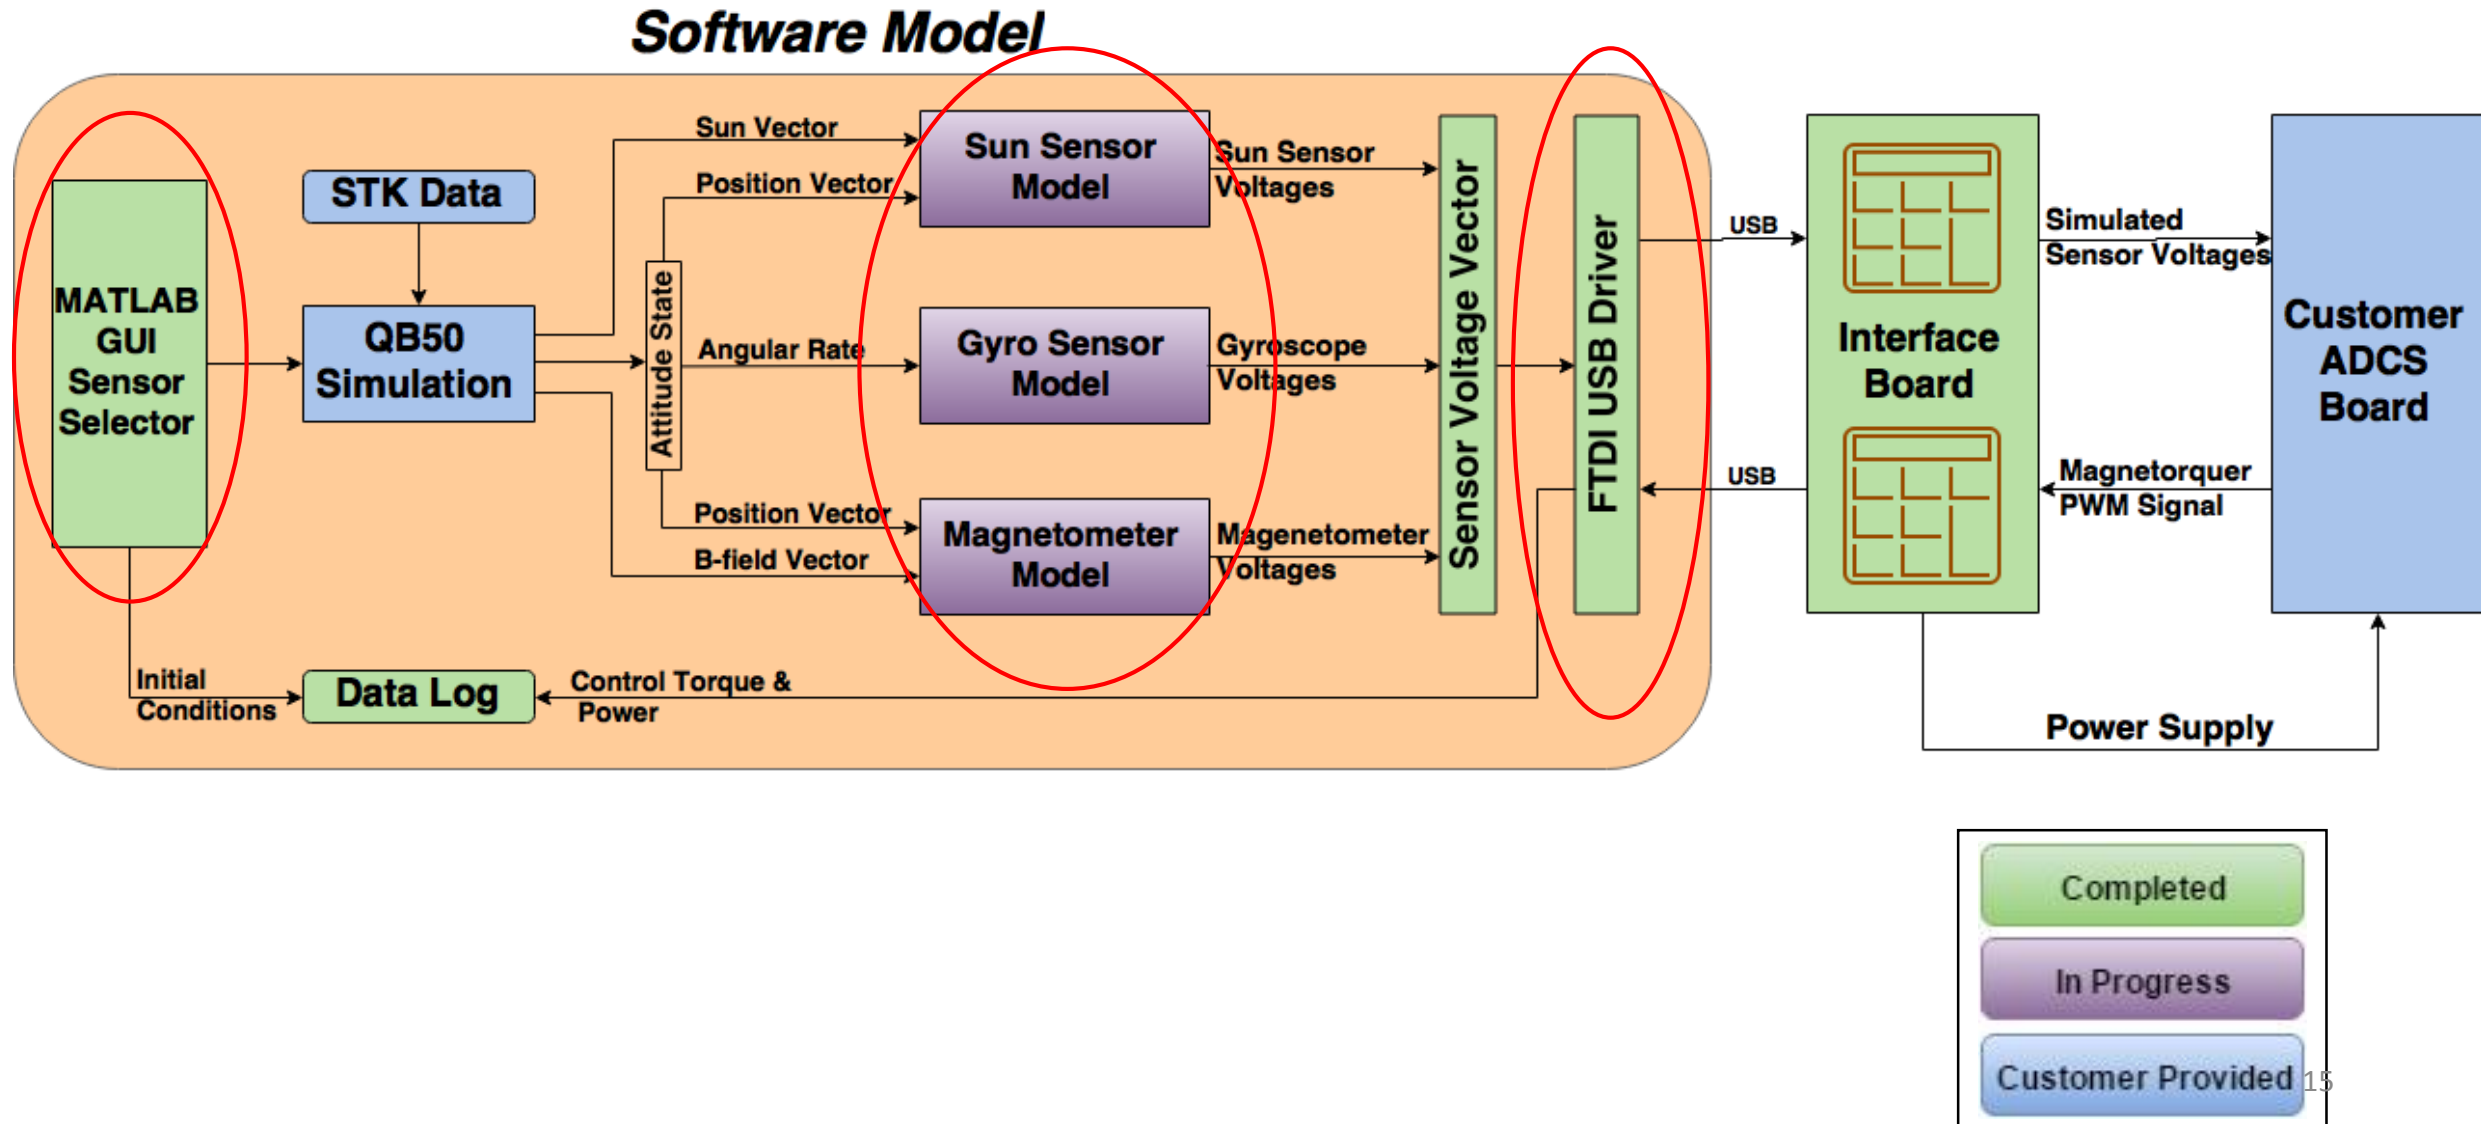 Software Model
MATLAB
GUI
Sensor
Selector
STK Data
QB50
Simulation
Sun Vector
Position Vector
Attitude State
Angular Rate
Position Vector
B-field Vector
Sun Sensor
Model
Gyro Sensor
Model
Magnetometer
Model
Sun Sensor
Voltages
Gyroscope
Voltages
Magenetometer
Voltages
Sensor Voltage Vector
FTDI USB Driver
USB
USB
Interface
Board
Simulated
Sensor Voltages
Magnetorquer
PWM Signal
Customer
ADCS
Board
Initial
Conditions
Data Log
Control Torque &
Power
Power Supply
Completed
In Progress
Customer Provided
15